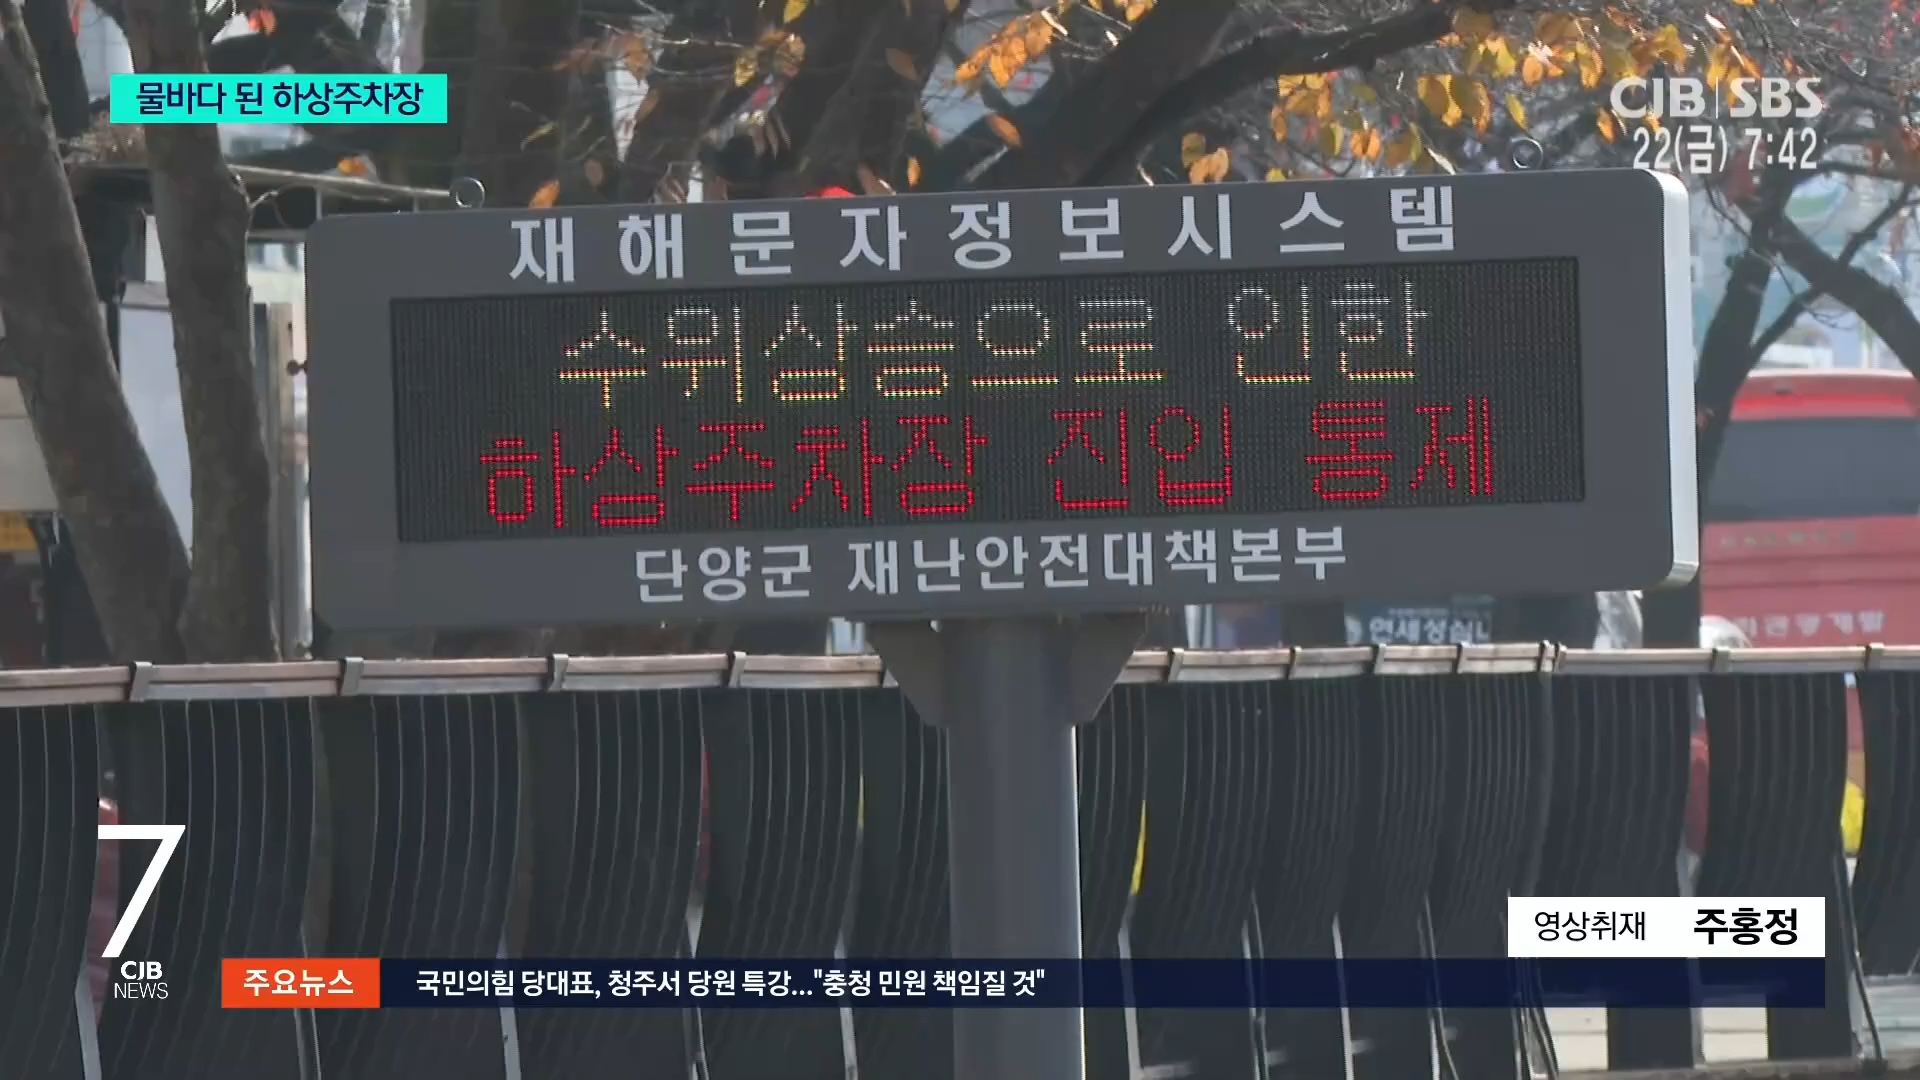 물바다 된 하상주차장
CJB SBS
22(금) 7:42
재해문자정보시스템
수위상승으로 인한
하상주차장 진입 통제
단양군 재난안전대책본부
영상취재 주홍정
7
CJB
NEWS
주요뉴스 국민의힘 당대표, 청주서 당원 특강..."충청 민원 책임질 것"